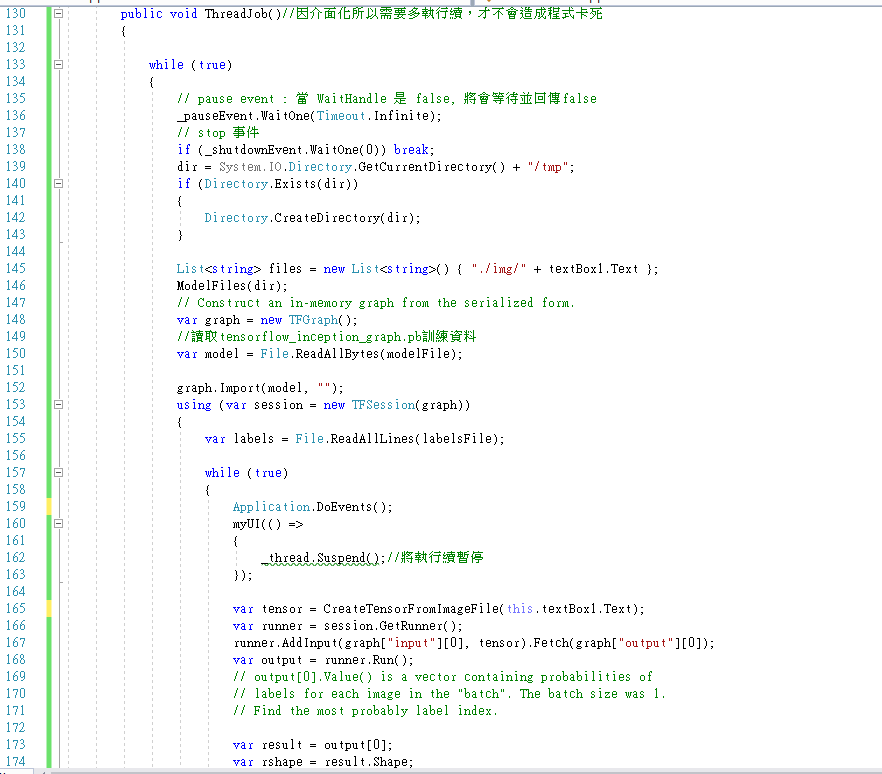 130 public void ThreadJob()//因介面化所以需要多執行續，才不會造成程式卡死
131 {
132
133 while (true)
134 {
135 // pause event : 當 WaitHandle 是 false, 將會等待並回傳false
136 _pauseEvent.WaitOne(Timeout.Infinite);
137 // stop 事件
138 if (_shutdownEvent.WaitOne(0)) break;
139 dir = System.IO.Directory.GetCurrentDirectory() + "/tmp";
140 if (Directory.Exists(dir))
141 {
142 Directory.CreateDirectory(dir);
143 }
144
145 List<string> files = new List<string>() { "./img/" + textBox1.Text };
146 ModelFiles(dir);
147 // Construct an in-memory graph from the serialized form.
148 var graph = new TFGraph();
149 //讀取tensorflow_inception_graph.pb訓練資料
150 var model = File.ReadAllBytes(modelFile);
151
152 graph.Import(model, "");
153 using (var session = new TFSession(graph))
154 {
155 var labels = File.ReadAllLines(labelsFile);
156
157 while (true)
158 {
159 Application.DoEvents();
160 myUI(() =>
161 {
162 _thread.Suspend();//將執行續暫停
163 });
164
165 var tensor = CreateTensorFromImageFile(this.textBox1.Text);
166 var runner = session.GetRunner();
167 runner.AddInput(graph["input"][0], tensor).Fetch(graph["output"][0]);
168 var output = runner.Run();
169 // output[0].Value() is a vector containing probabilities of
170 // labels for each image in the "batch". The batch size was 1.
171 // Find the most probably label index.
172
173 var result = output[0];
174 var rshape = result.Shape;